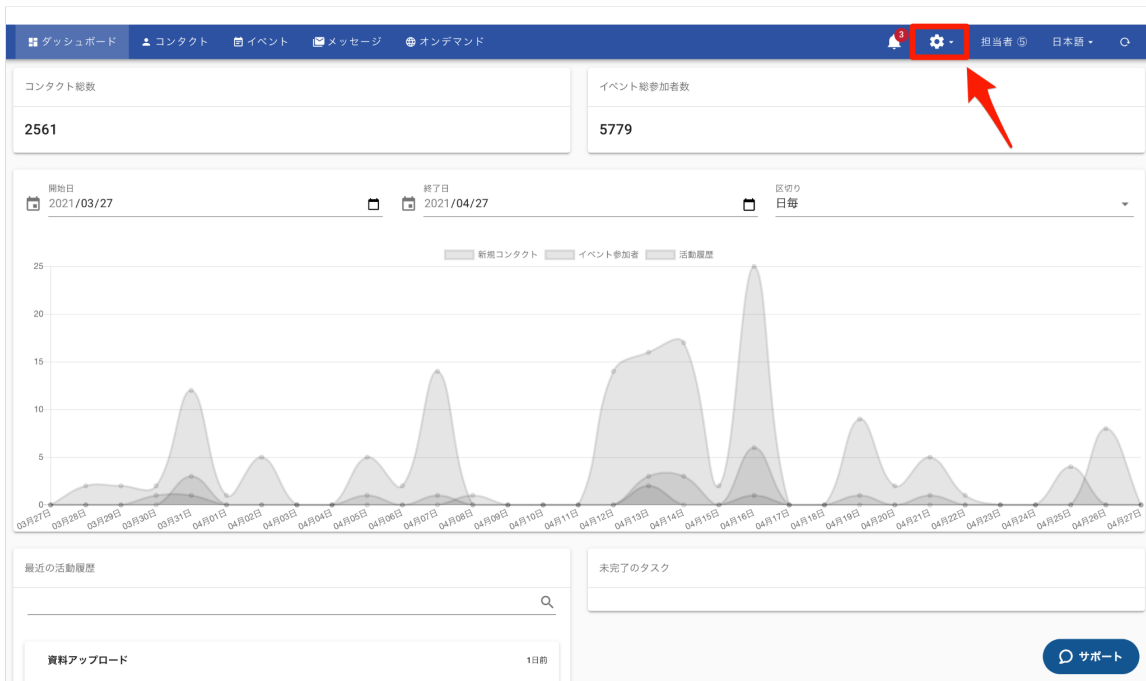 ダッシュボード コンタクト イベント メッセージ オンデマンド 3 担当者 ⑤ 日本語
コンタクト総数 イベント総参加者数
2561 5779
開始日 終了日 区切り
2021/03/27 2021/04/27 日毎
新規コンタクト イベント参加者 活動履歴
25
20
15
10
5
0
03月27日 03月28日 03月29日 03月30日 03月31日 04月01日 04月02日 04月03日 04月04日 04月05日 04月06日 04月07日 04月08日 04月09日 04月10日 04月11日 04月12日 04月13日 04月14日 04月15日 04月16日 04月17日 04月18日 04月19日 04月20日 04月21日 04月22日 04月23日 04月24日 04月25日 04月26日 04月27日
最近の活動履歴 未完了のタスク
資料アップロード 1日前 サポート